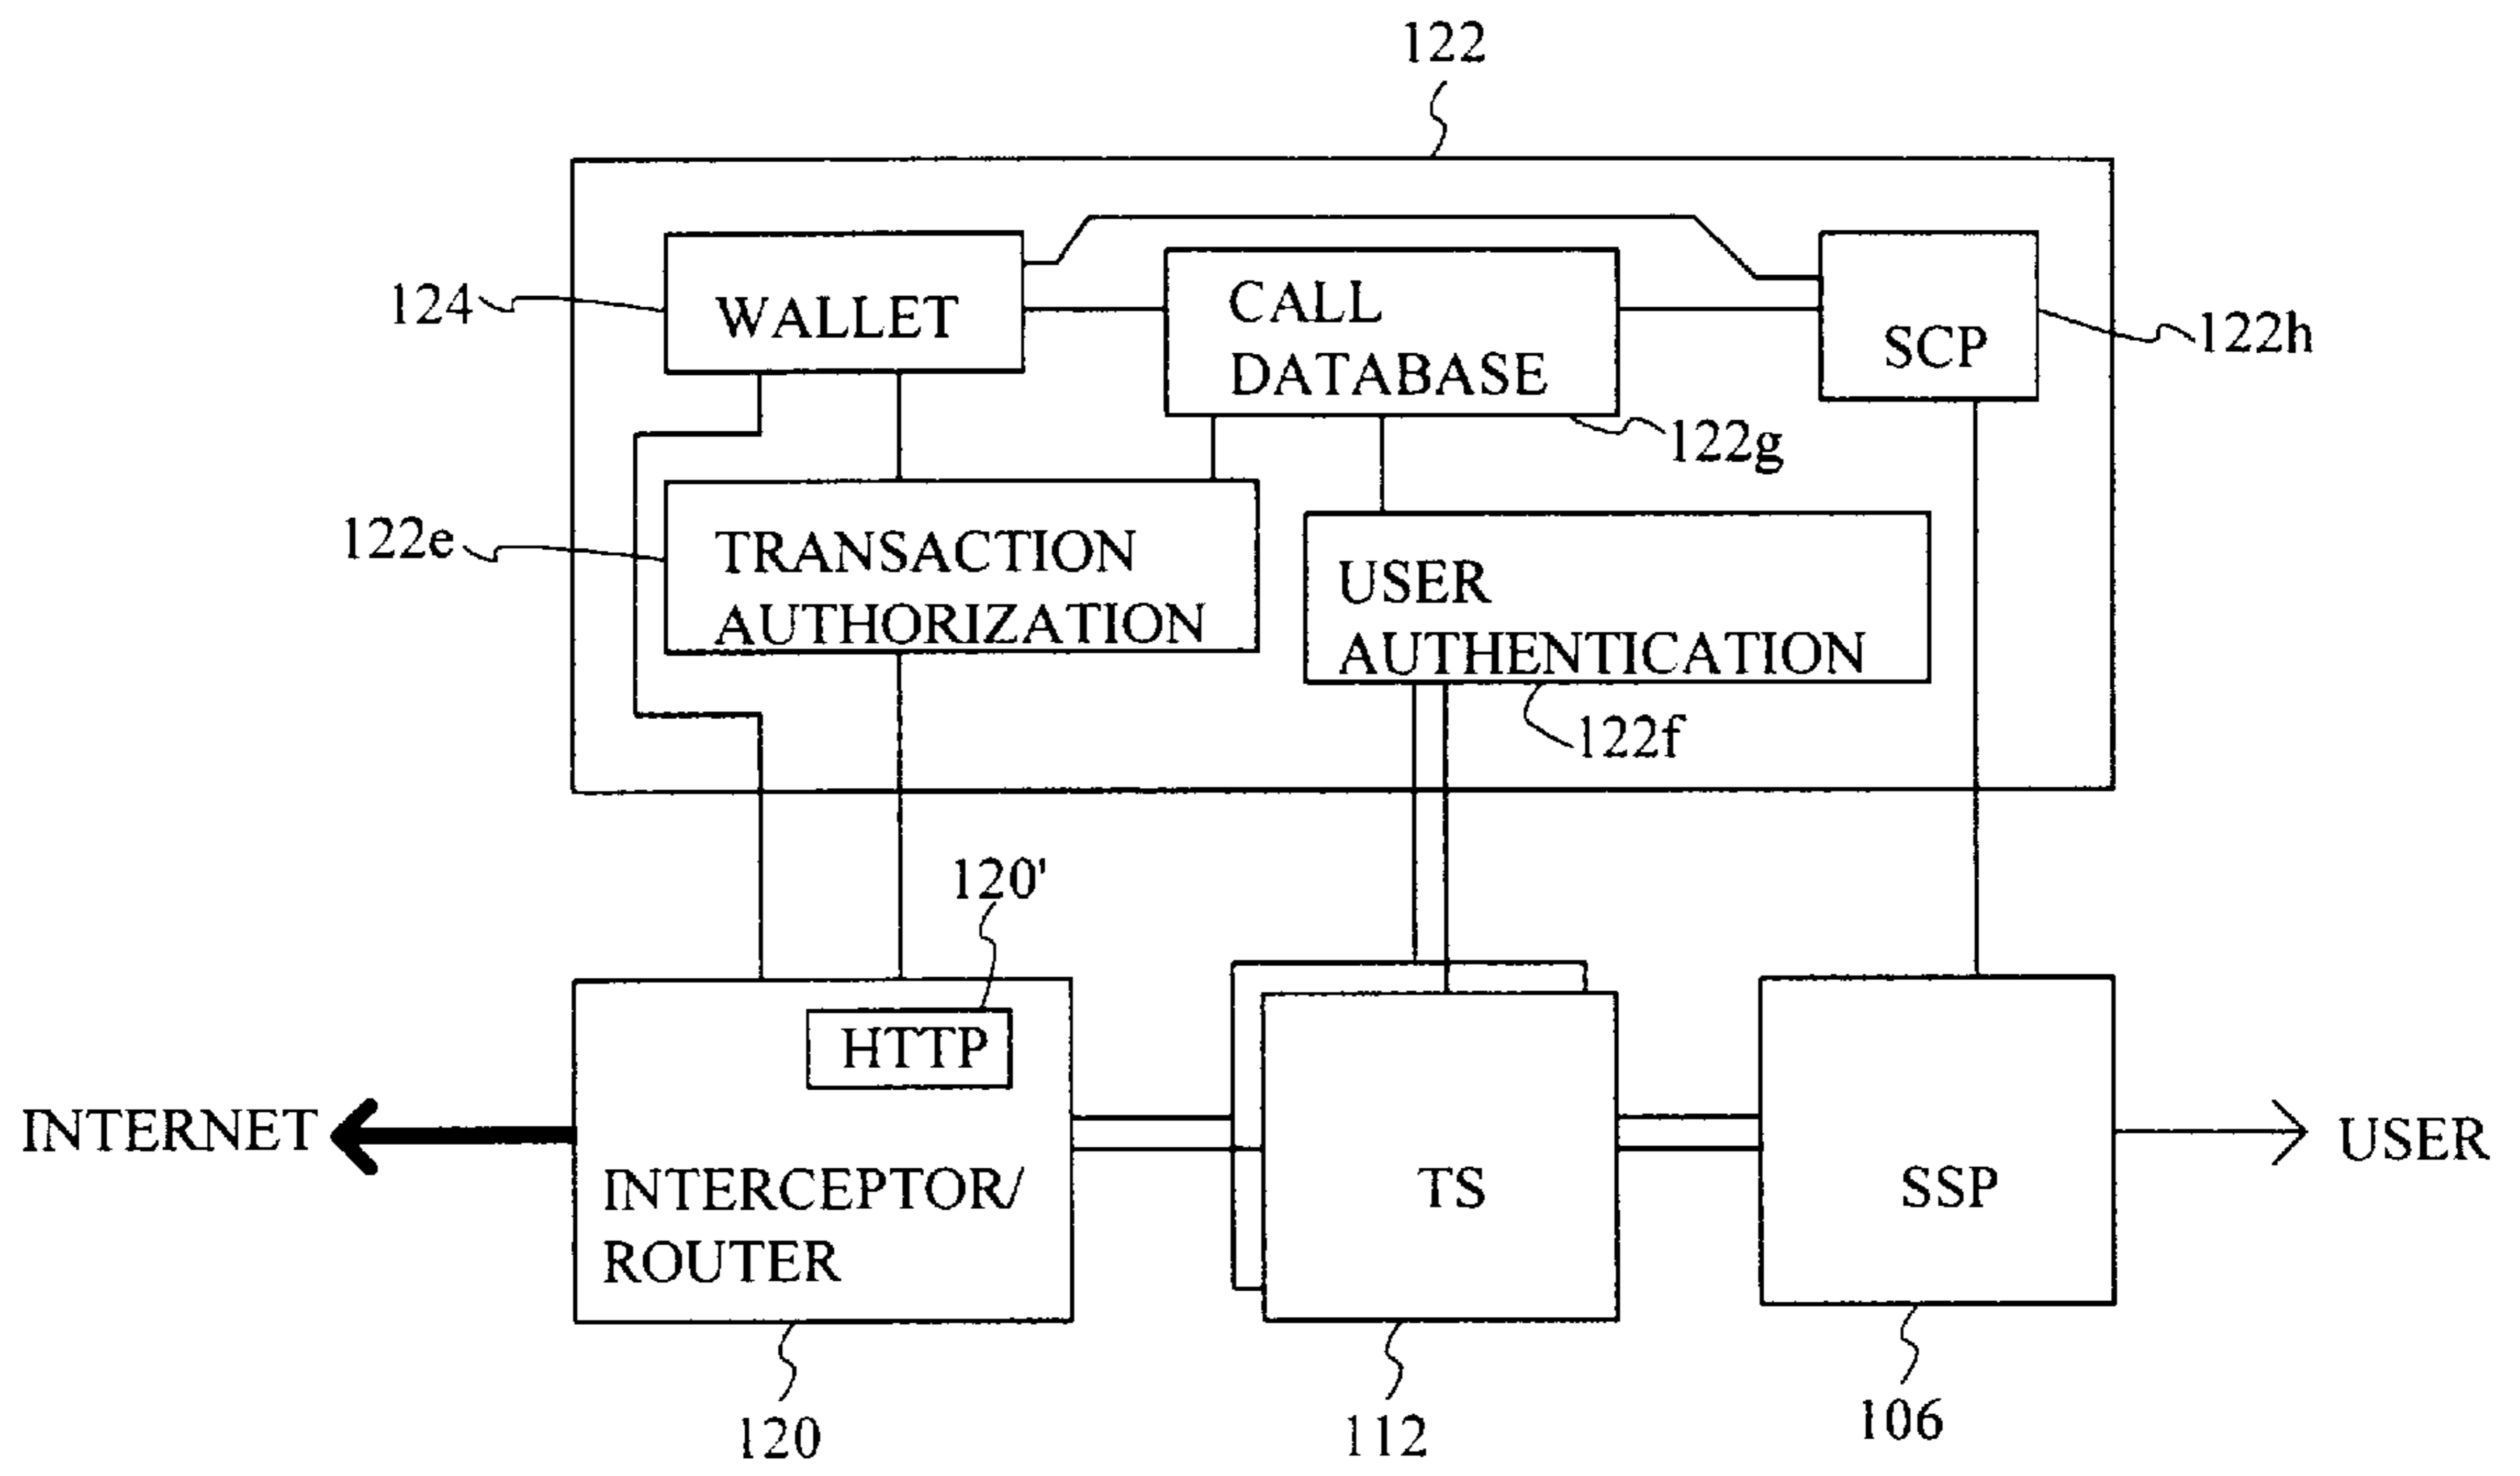 122
124
WALLET
CALL
DATABASE
SCP
122h
122g
122e
TRANSACTION
AUTHORIZATION
USER
AUTHENTICATION
122f
120'
HTTP
INTERNET
INTERCEPTOR/
ROUTER
TS
SSP
USER
120
112
106